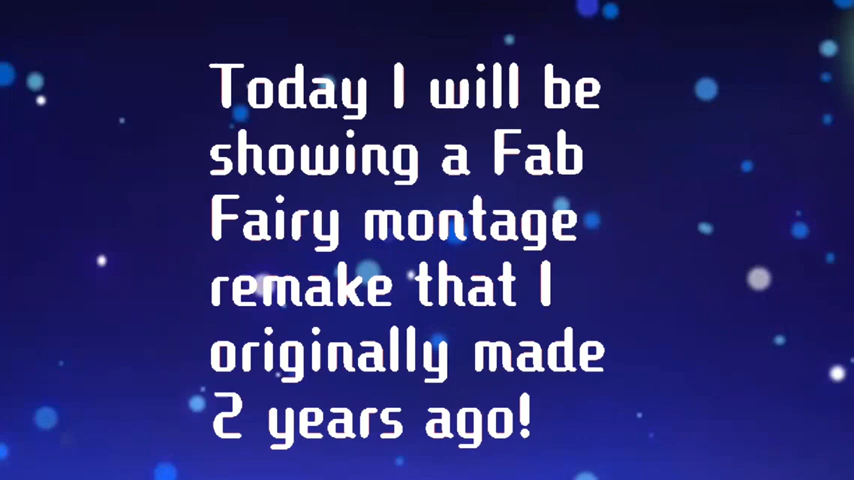 Today I will be
showing a Fab
Fairy montage
remake that I
originally made
2 years ago!